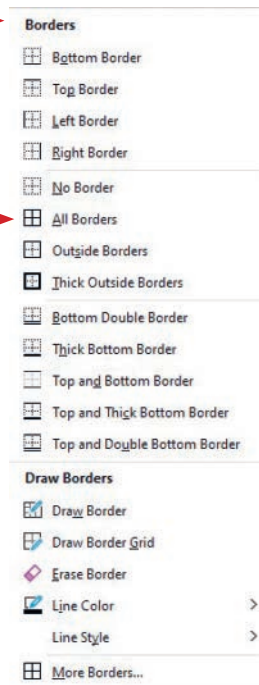 Borders
Bottom Border
Top Border
Left Border
Right Border
No Border
All Borders
Outside Borders
Thick Outside Borders
Bottom Double Border
Thick Bottom Border
Top and Bottom Border
Top and Thick Bottom Border
Top and Double Bottom Border
Draw Borders
Draw Border
Draw Border Grid
Erase Border
Line Color
Line Style
More Borders...